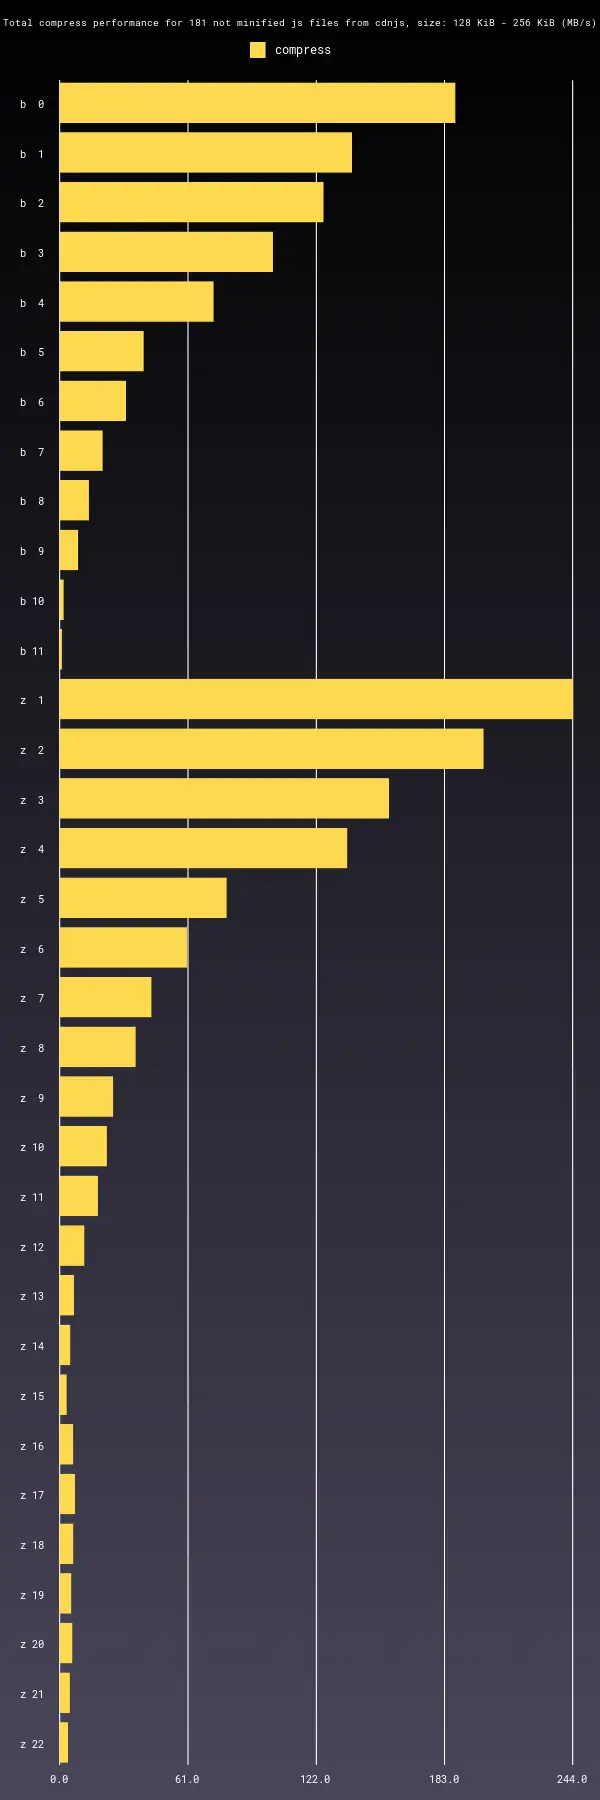 Total compress performance for 181 not minified js files from cdnjs, size: 128 KiB - 256 KiB (MB/s)
compress
b 0
b 1
b 2
b 3
b 4
b 5
b 6
b 7
b 8
b 9
b 10
b 11
z 1
z 2
z 3
z 4
z 5
z 6
z 7
z 8
z 9
z 10
z 11
z 12
z 13
z 14
z 15
z 16
z 17
z 18
z 19
z 20
z 21
z 22
0.0 61.0 122.0 183.0 244.0